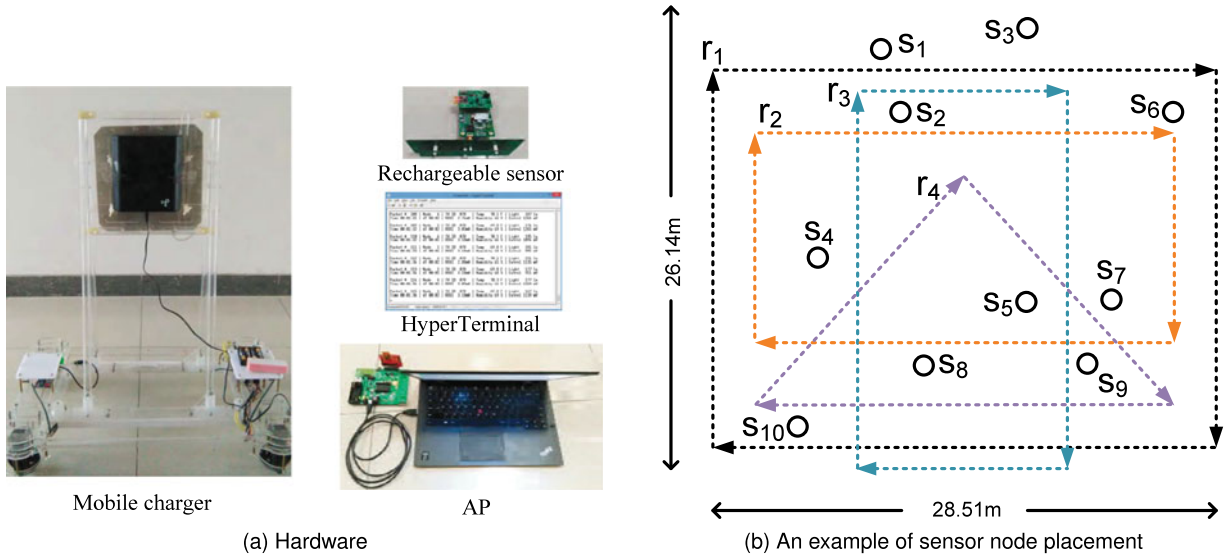 Rechargeable sensor
HyperTerminal
Mobile charger
AP
(a) Hardware
r1
s1
s3
r3
s2
s6
r2
r4
s4
s7
s5
s8
s9
s10
26.14m
28.51m
(b) An example of sensor node placement